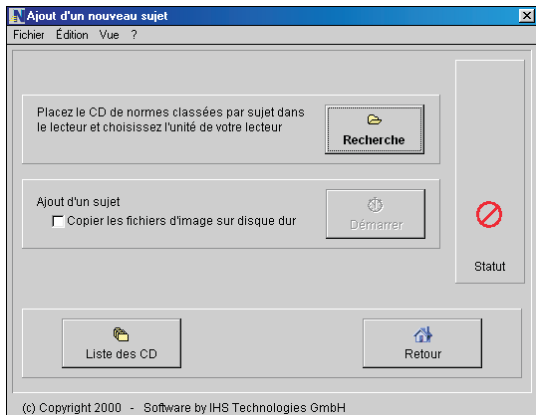 Ajout d'un nouveau sujet
Fichier Édition Vue ?
Placez le CD de normes classées par sujet dans
le lecteur et choisissez l'unité de votre lecteur
Recherche
Ajout d'un sujet
Copier les fichiers d'image sur disque dur
Démarrer
Statut
Liste des CD
Retour
(c) Copyright 2000 - Software by IHS Technologies GmbH